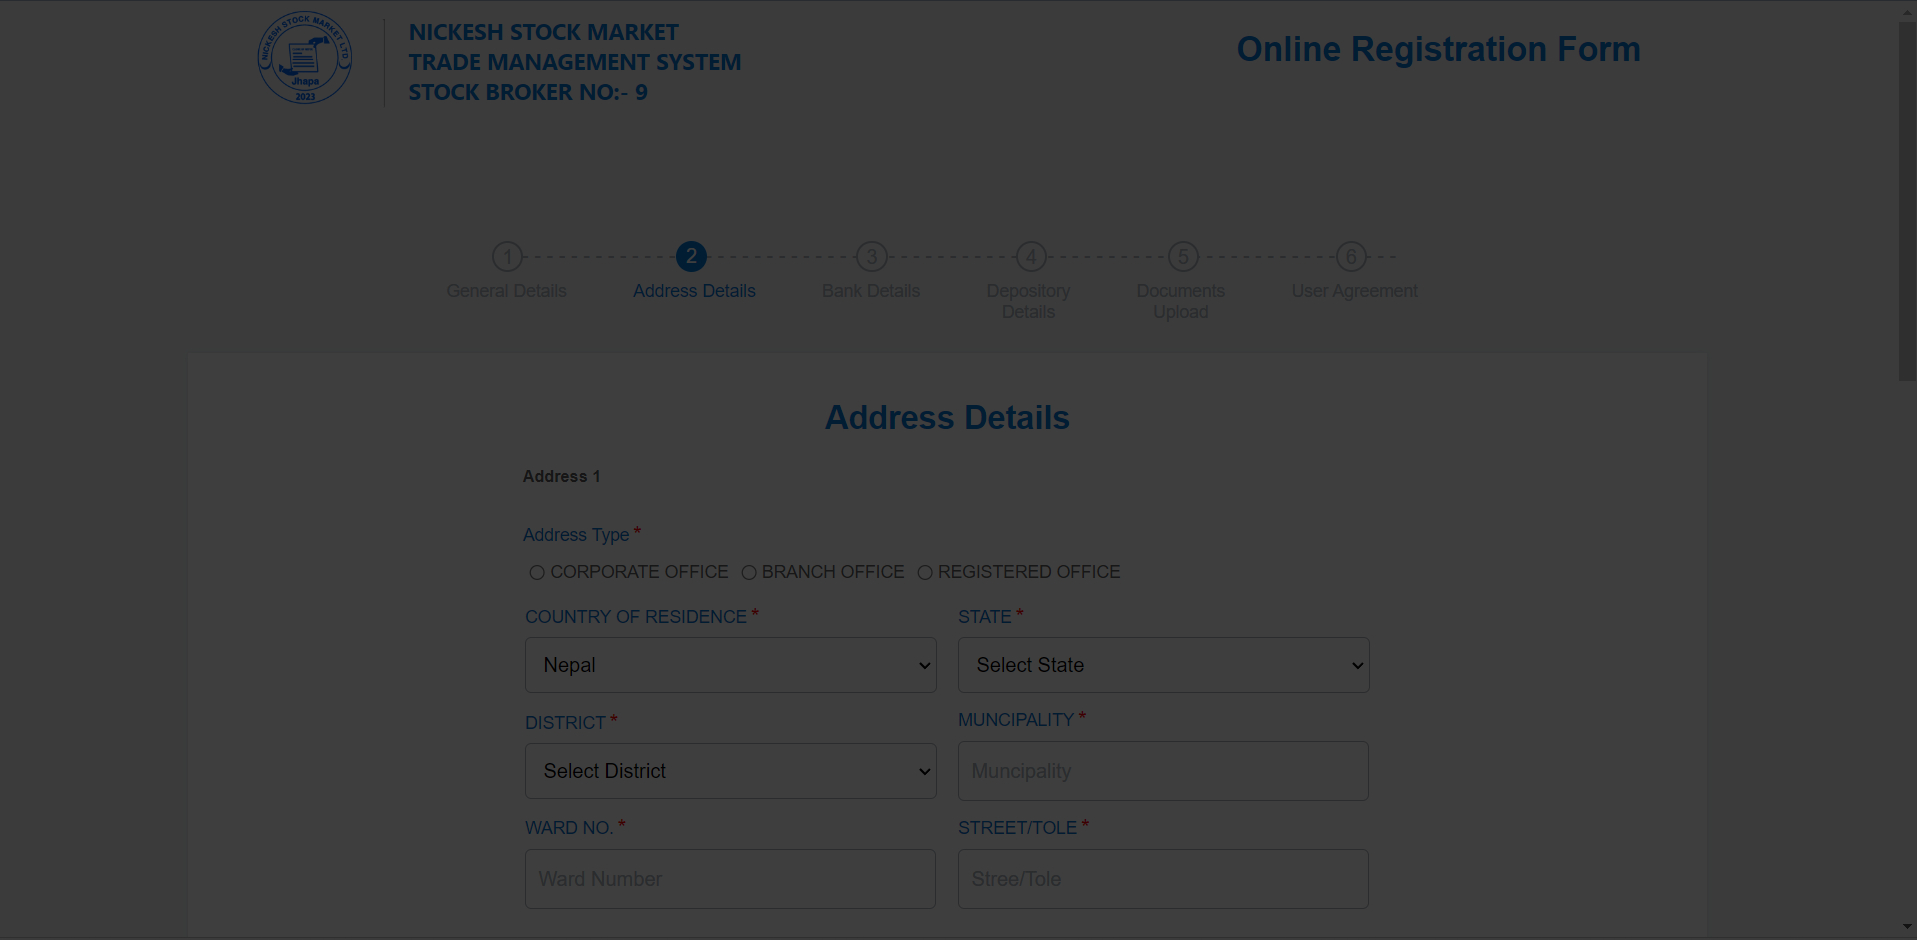 NICKESH STOCK MARKET LTD.
Jhapa
2023
NICKESH STOCK MARKET
TRADE MANAGEMENT SYSTEM
STOCK BROKER NO:- 9
Online Registration Form
1 2 3 4 5 6
General Details Address Details Bank Details Depository Details Documents Upload User Agreement
Address Details
Address 1
Address Type *
CORPORATE OFFICE BRANCH OFFICE REGISTERED OFFICE
COUNTRY OF RESIDENCE * STATE *
Nepal Select State
DISTRICT * MUNCIPALITY *
Select District Muncipality
WARD NO. * STREET/TOLE *
Ward Number Stree/Tole